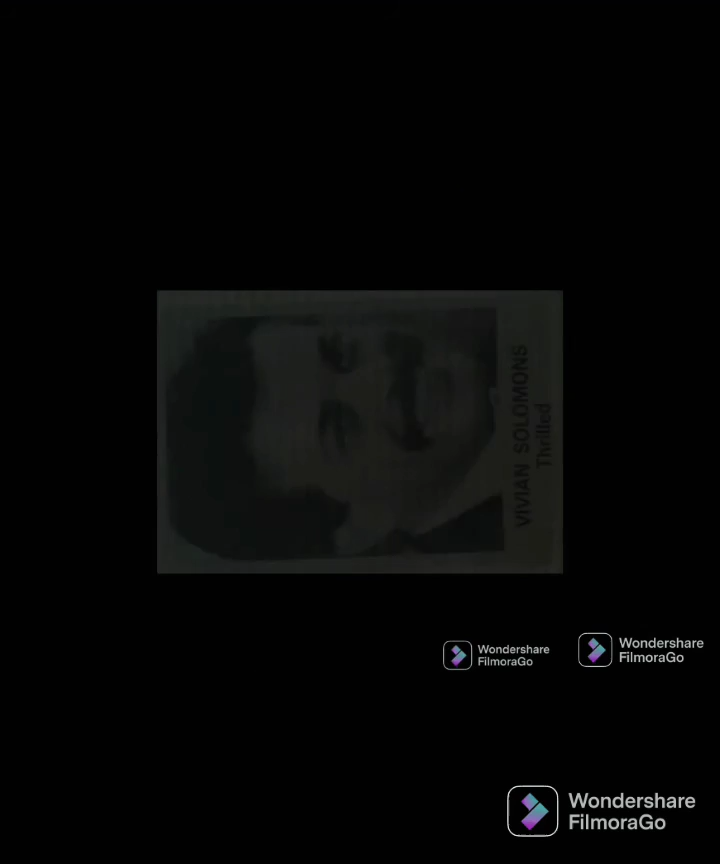 VIVIAN SOLOMONS
Thrilled
Wondershare
FilmoraGo
Wondershare
FilmoraGo
Wondershare
FilmoraGo